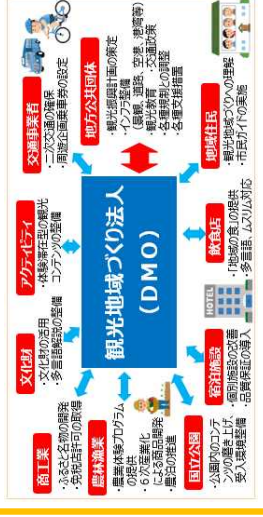 観光地域づくり法人
(DMO)
商工業
・ふるさと名物の開発
・免税店許可の取得
文化財
・文化財の活用
・多言語解説の整備
アクティビティ
・体験滞在型の観光
コンテンツの整備
交通事業者
・二次交通の確保
・周遊企画乗車券の設定
農林漁業
・農業体験プログラム
の提供
・6次産業化
による商品開発
・農泊の推進
地方公共団体
・観光振興計画の策定
・インフラ整備
(景観、道路、空港、港湾等)
・観光教育 ・交通政策
・各種規制との調整
・各種支援措置
国立公園
・公園内のコンテ
ンツの磨き上げ、
受入環境整備
宿泊施設
・個別施設の改善
・品質保証の導入
HOTEL
飲食店
・「地域の食」の提供
・多言語、ムスリム対応
地域住民
・観光地域づくりへの理解
・市民ガイドの実施